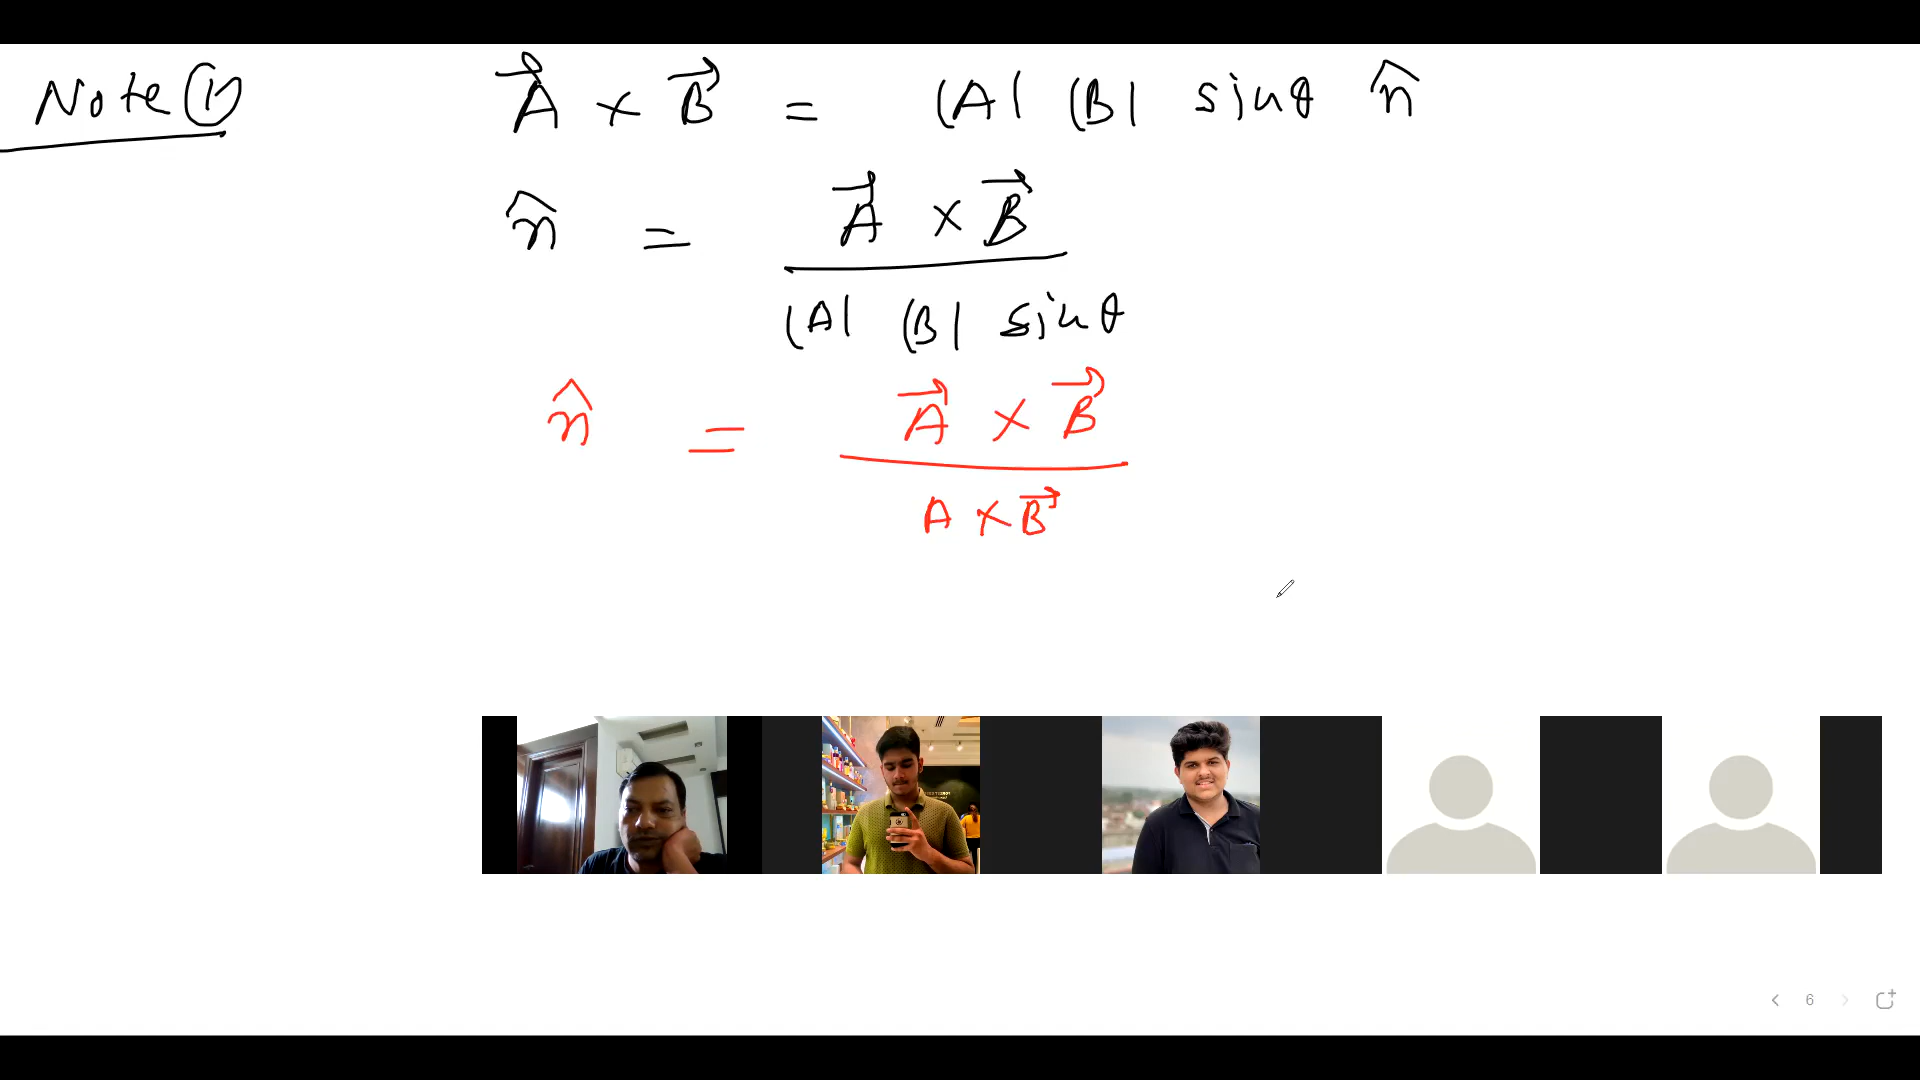 Note ①
A⃗ × B⃗ = |A| |B| sinθ n̂
n̂ = A⃗ × B⃗
|A| |B| sinθ
n̂ = A⃗ × B⃗
A × B⃗
6